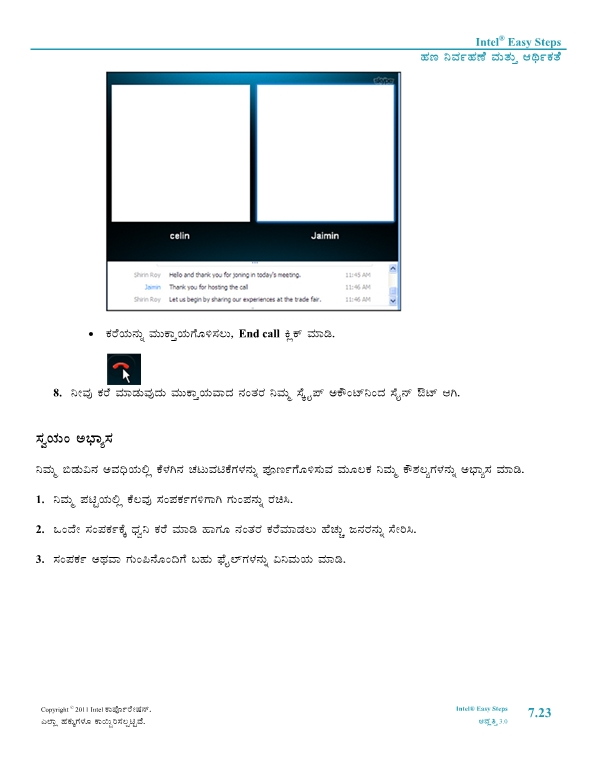 Intel® Easy Steps
ಹಣ ನಿರ್ವಹಣೆ ಮತ್ತು ಆರ್ಥಿಕತೆ
celin Jaimin
Shirin Roy Hello and thank you for joning in today's meeting. 11:45 AM
Jaimin Thank you for hosting the call 11:46 AM
Shirin Roy Let us begin by sharing our experiences at the trade fair. 11:46 AM
• ಕರೆಯನ್ನು ಮುಕ್ತಾಯಗೊಳಿಸಲು, End call ಕ್ಲಿಕ್ ಮಾಡಿ.
8. ನೀವು ಕರೆ ಮಾಡುವುದು ಮುಕ್ತಾಯವಾದ ನಂತರ ನಿಮ್ಮ ಸ್ಕೈಪ್ ಅಕೌಂಟ್‌ನಿಂದ ಸೈನ್ ಔಟ್ ಆಗಿ.
ಸ್ವಯಂ ಅಭ್ಯಾಸ
ನಿಮ್ಮ ಬಿಡುವಿನ ಅವಧಿಯಲ್ಲಿ ಕೆಳಗಿನ ಚಟುವಟಿಕೆಗಳನ್ನು ಪೂರ್ಣಗೊಳಿಸುವ ಮೂಲಕ ನಿಮ್ಮ ಕೌಶಲ್ಯಗಳನ್ನು ಅಭ್ಯಾಸ ಮಾಡಿ.
1. ನಿಮ್ಮ ಪಟ್ಟಿಯಲ್ಲಿ ಕೆಲವು ಸಂಪರ್ಕಗಳಿಗಾಗಿ ಗುಂಪನ್ನು ರಚಿಸಿ.
2. ಒಂದೇ ಸಂಪರ್ಕಕ್ಕೆ ಧ್ವನಿ ಕರೆ ಮಾಡಿ ಹಾಗೂ ನಂತರ ಕರೆಮಾಡಲು ಹೆಚ್ಚು ಜನರನ್ನು ಸೇರಿಸಿ.
3. ಸಂಪರ್ಕ ಅಥವಾ ಗುಂಪಿನೊಂದಿಗೆ ಬಹು ಫೈಲ್‌ಗಳನ್ನು ವಿನಿಮಯ ಮಾಡಿ.
Copyright © 2011 Intel ಕಾರ್ಪೊರೇಷನ್.
ಎಲ್ಲಾ ಹಕ್ಕುಗಳೂ ಕಾಯ್ದಿರಿಸಲ್ಪಟ್ಟಿವೆ.
Intel® Easy Steps
ಆವೃತ್ತಿ 3.0
7.23